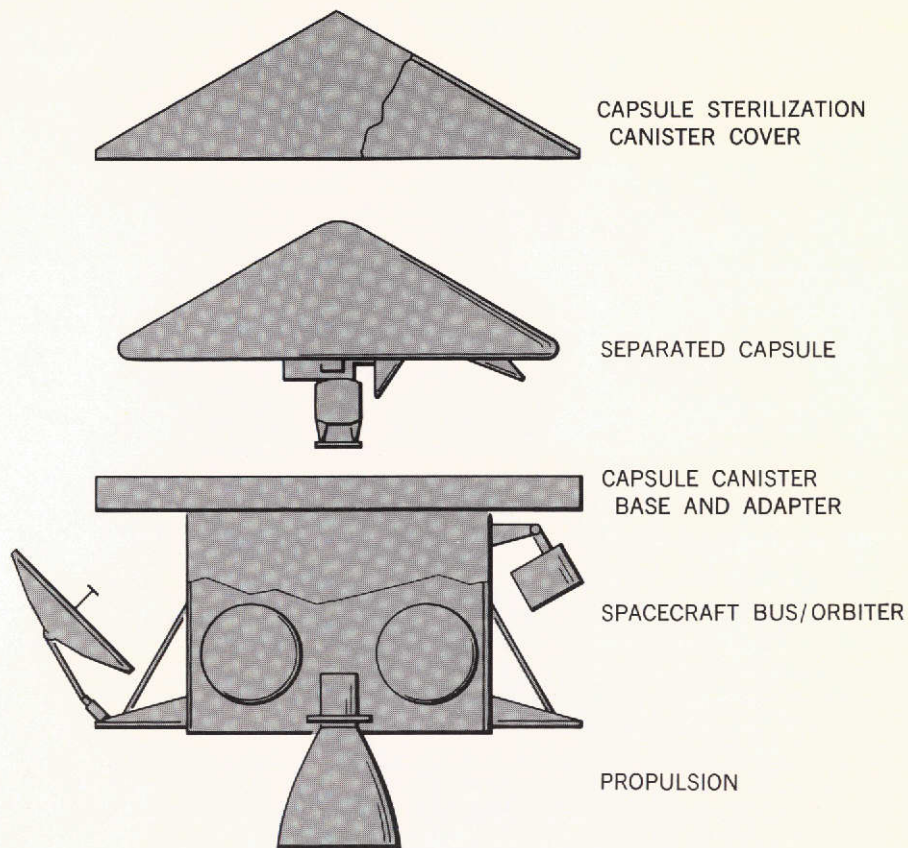 CAPSULE STERILIZATION
CANISTER COVER
SEPARATED CAPSULE
CAPSULE CANISTER
BASE AND ADAPTER
SPACECRAFT BUS/ORBITER
PROPULSION